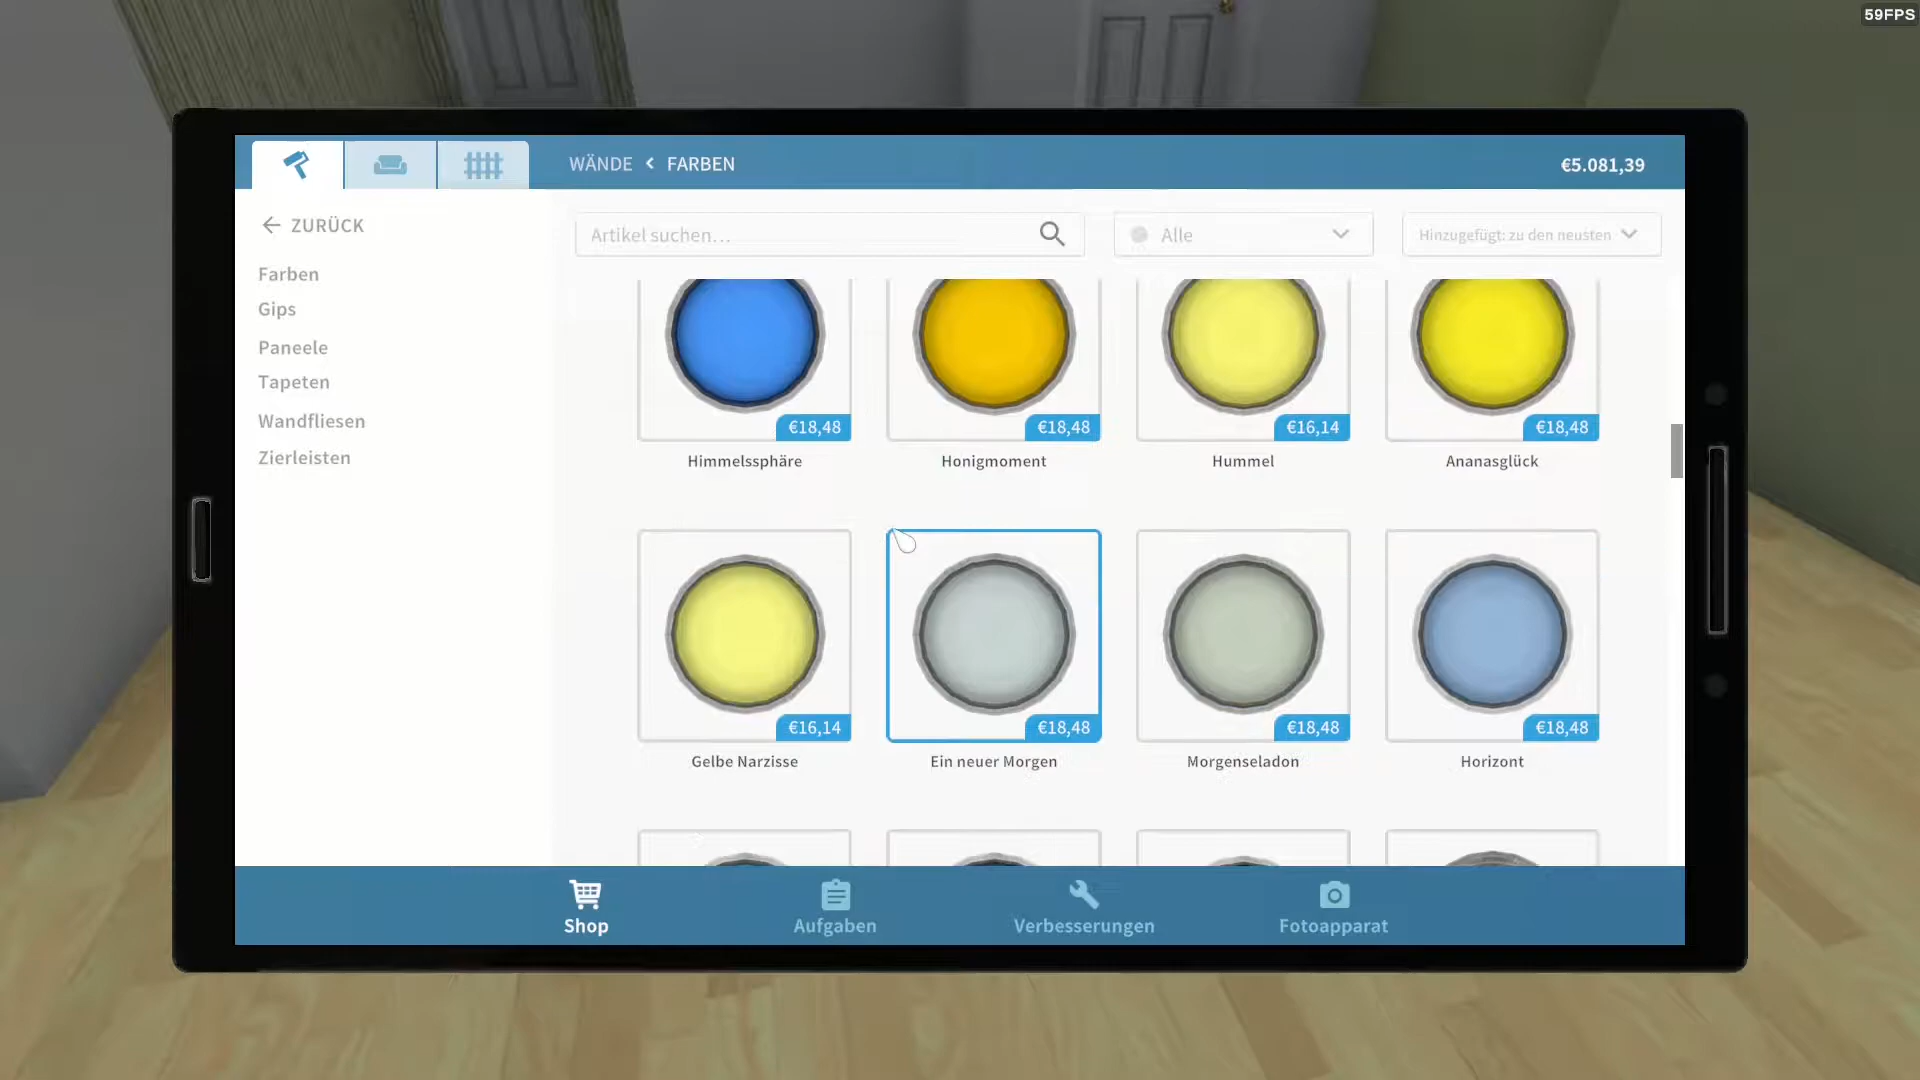 59FPS
WÄNDE < FARBEN
€5.081,39
ZURÜCK
Artikel suchen...
Alle
Hinzugefügt: zu den neusten
Farben
Gips
Paneele
Tapeten
Wandfliesen
Zierleisten
€18,48
€18,48
€16,14
€18,48
Himmelssphäre
Honigmoment
Hummel
Ananasglück
€16,14
€18,48
€18,48
€18,48
Gelbe Narzisse
Ein neuer Morgen
Morgenseladon
Horizont
Shop
Aufgaben
Verbesserungen
Fotoapparat